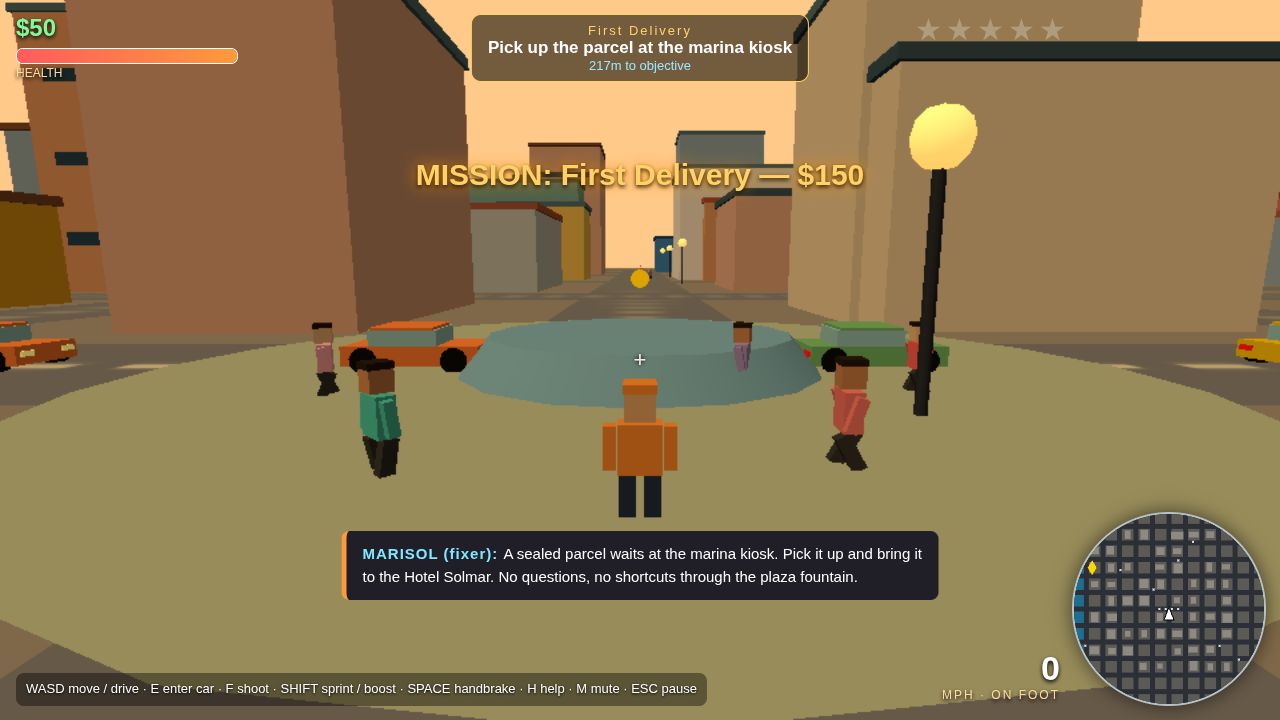 $50
HEALTH
First Delivery
Pick up the parcel at the marina kiosk
217m to objective
★★★★★
MISSION: First Delivery — $150
+
MARISOL (fixer): A sealed parcel waits at the marina kiosk. Pick it up and bring it
to the Hotel Solmar. No questions, no shortcuts through the plaza fountain.
WASD move / drive · E enter car · F shoot · SHIFT sprint / boost · SPACE handbrake · H help · M mute · ESC pause
0
MPH · ON FOOT